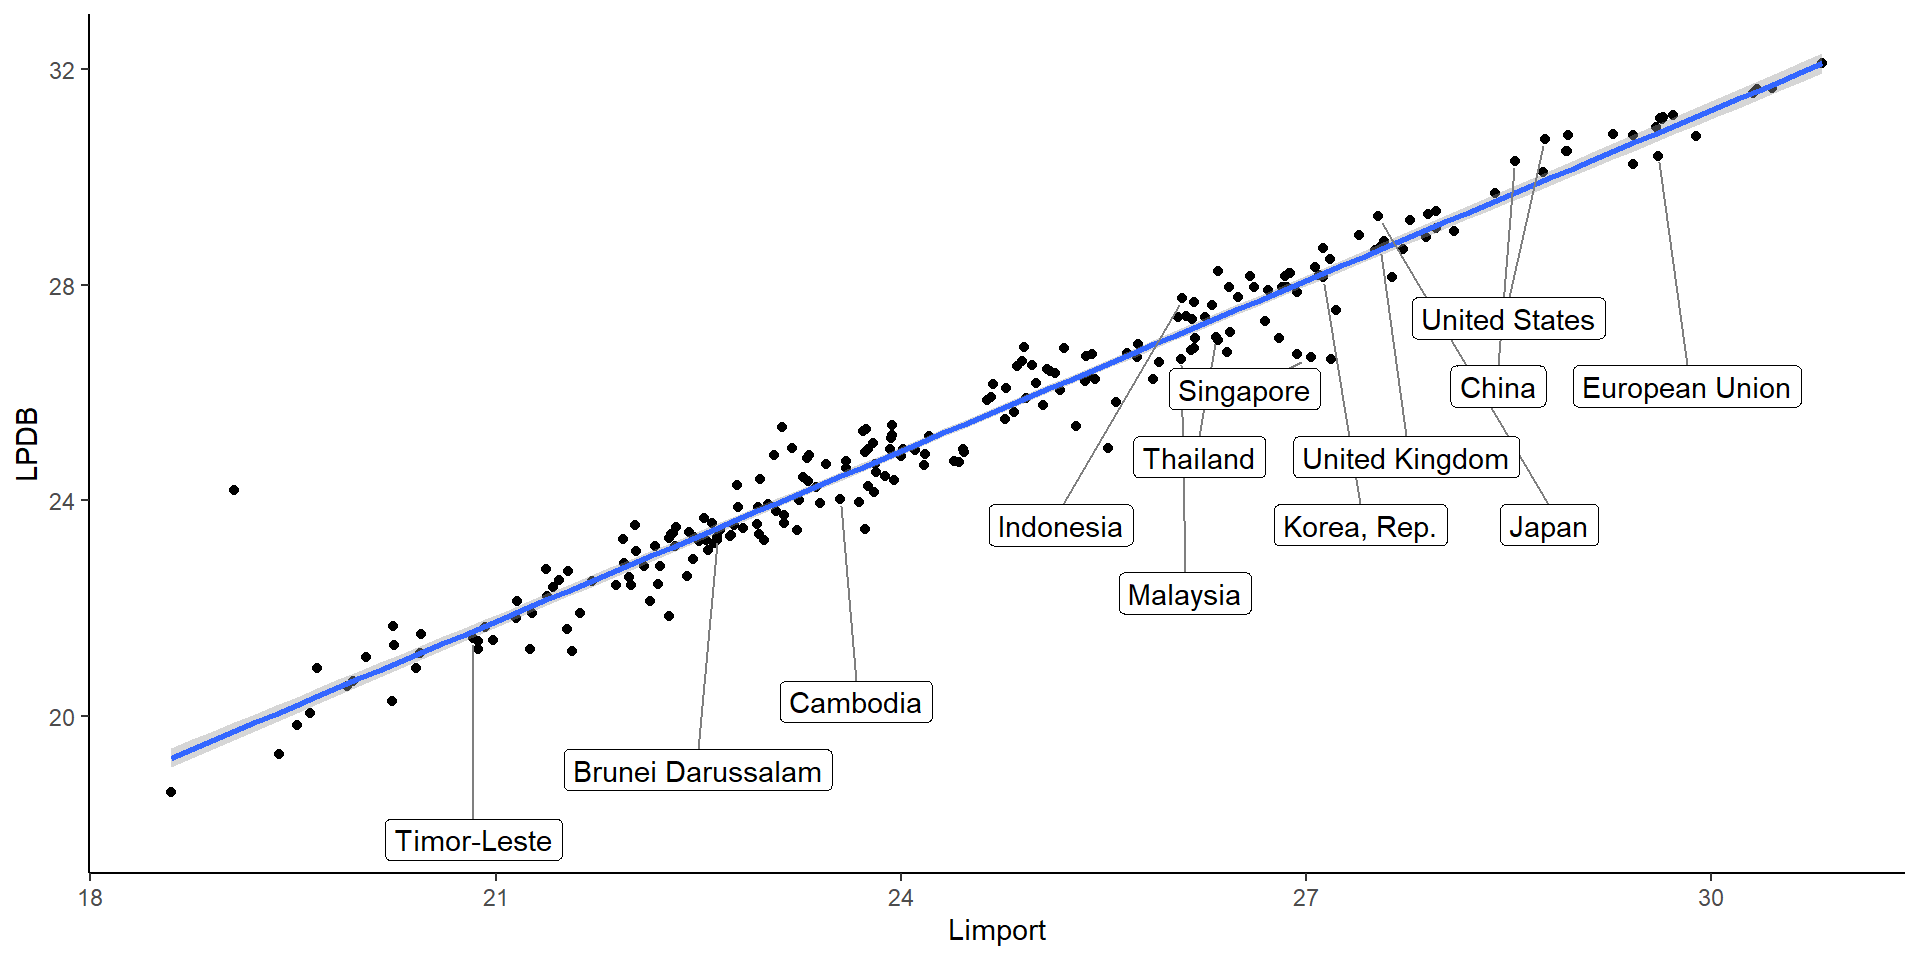 32
28
24
20
LPDB
United States
Singapore
China
European Union
Thailand
United Kingdom
Indonesia
Korea, Rep.
Japan
Malaysia
Cambodia
Brunei Darussalam
Timor-Leste
18
21
24
27
30
Limport